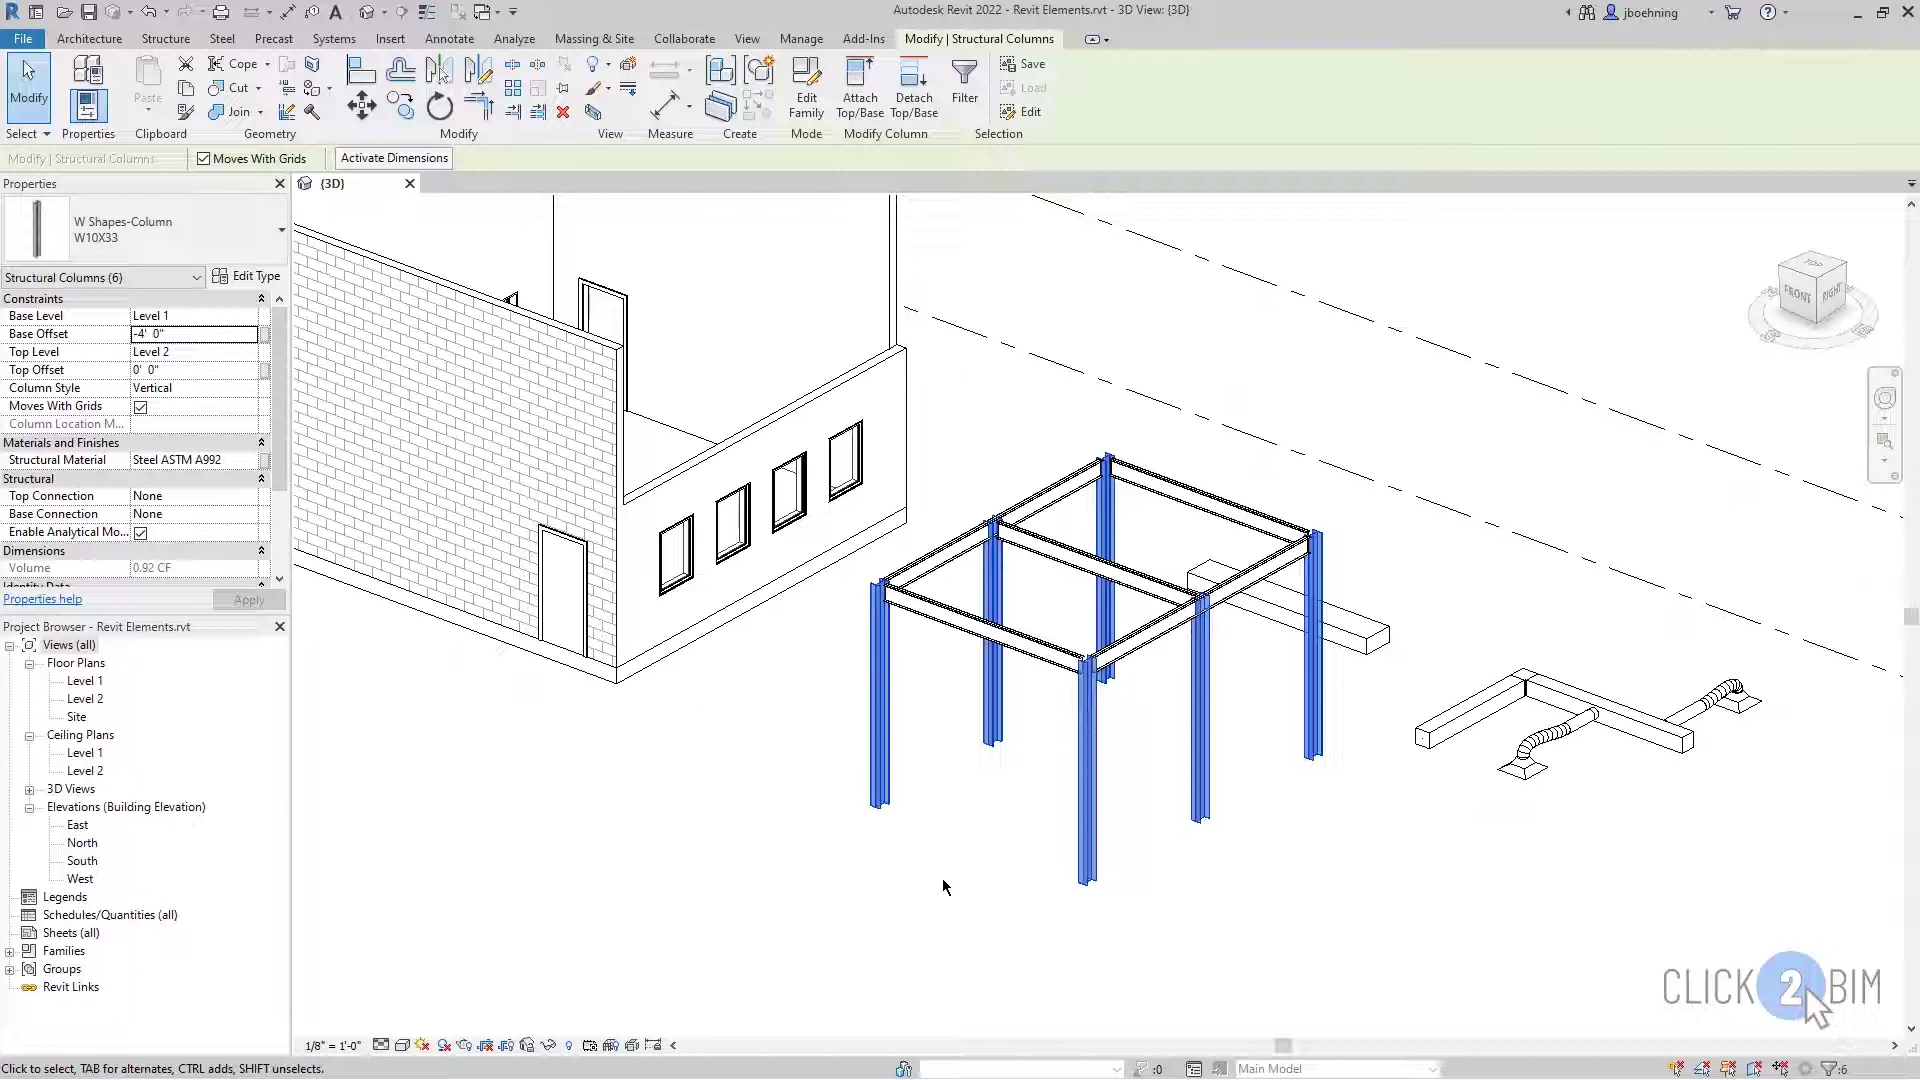 Autodesk Revit 2022 - Revit Elements.rvt - 3D View: {3D}
jboehning
File
Architecture
Structure
Steel
Precast
Systems
Insert
Annotate
Analyze
Massing & Site
Collaborate
View
Manage
Add-Ins
Modify | Structural Columns
Modify
Paste
Cope
Cut
Join
Edit
Family
Attach
Top/Base
Detach
Top/Base
Filter
Save
Load
Edit
Select
Properties
Clipboard
Geometry
Modify
View
Measure
Create
Mode
Modify Column
Selection
Modify | Structural Columns
Moves With Grids
Activate Dimensions
Properties
{3D}
W Shapes-Column
W10X33
Structural Columns (6)
Edit Type
Constraints
Base Level Level 1
Base Offset -4' 0"
Top Level Level 2
Top Offset 0' 0"
Column Style Vertical
Moves With Grids
Column Location M...
Materials and Finishes
Structural Material Steel ASTM A992
Structural
Top Connection None
Base Connection None
Enable Analytical Mo...
Dimensions
Volume 0.92 CF
Identity Data
Properties help
Apply
Project Browser - Revit Elements.rvt
Views (all)
Floor Plans
Level 1
Level 2
Site
Ceiling Plans
Level 1
Level 2
3D Views
Elevations (Building Elevation)
East
North
South
West
Legends
Schedules/Quantities (all)
Sheets (all)
Families
Groups
Revit Links
TOP
FRONT
RIGHT
CLICK 2 BIM
1/8" = 1'-0"
Click to select, TAB for alternates, CTRL adds, SHIFT unselects.
:0
Main Model
:6